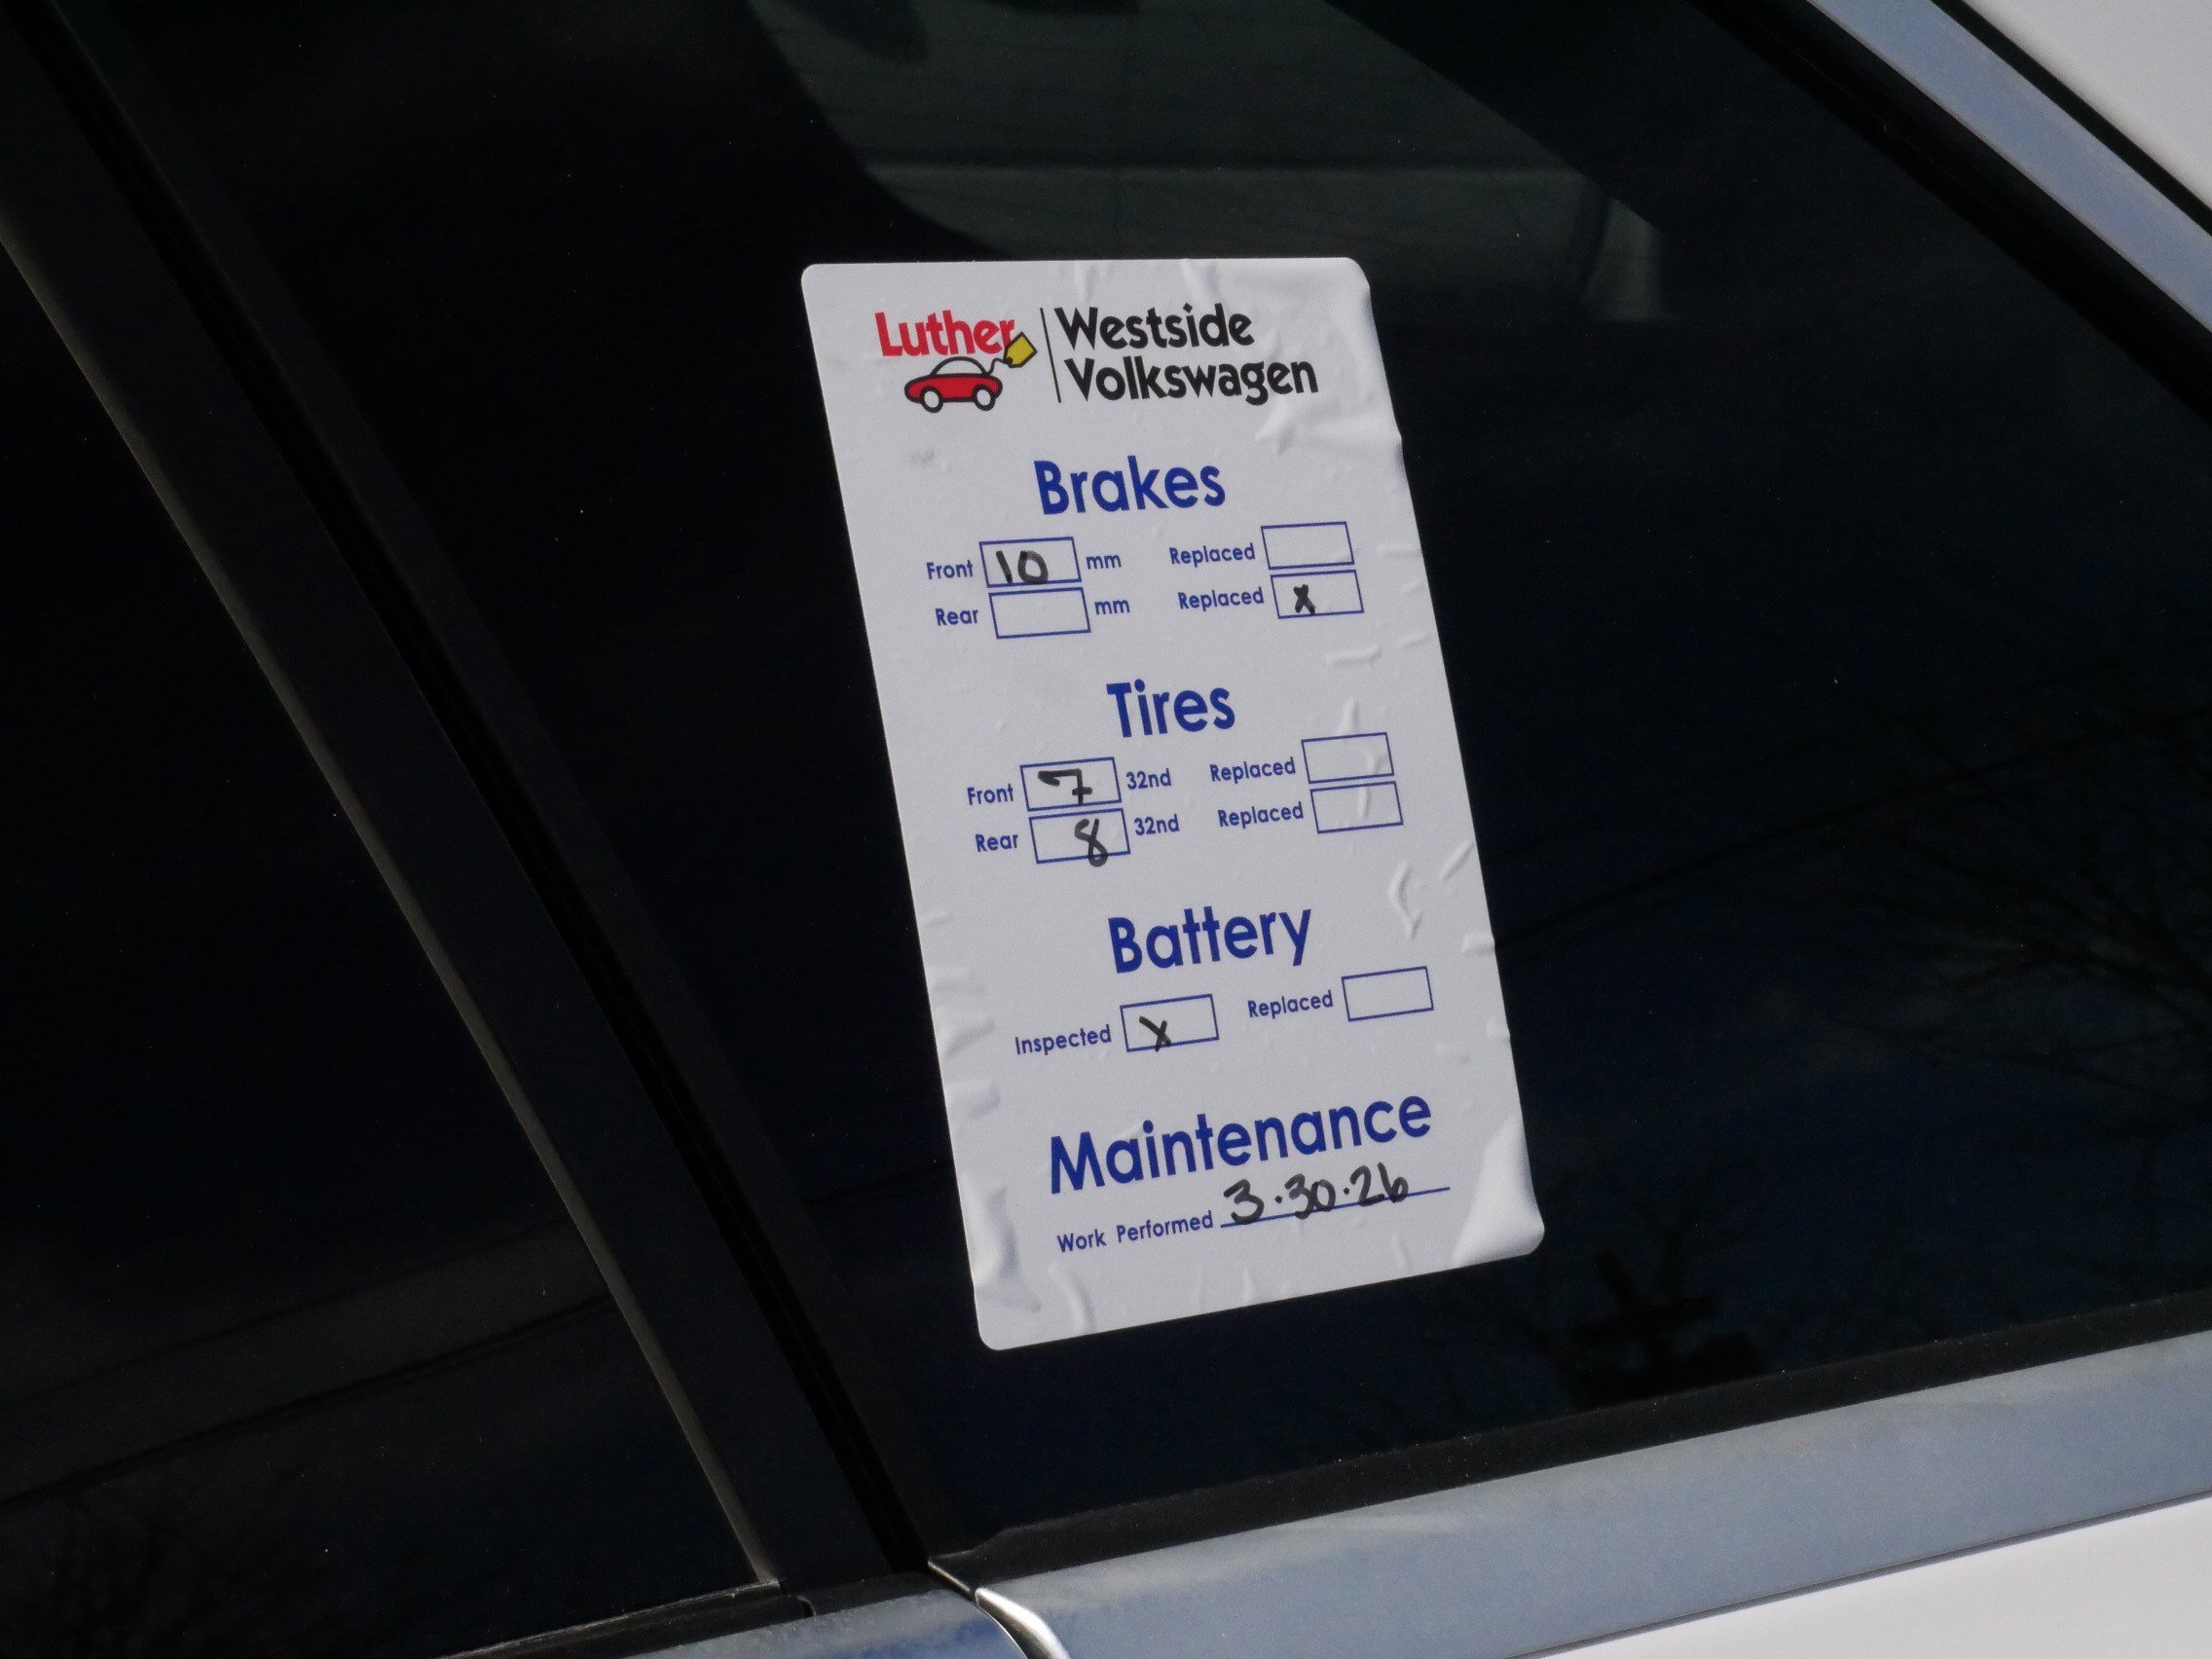 Luther Westside
Volkswagen
Brakes
Front 10 mm Replaced
Rear mm Replaced x
Tires
Front 7 32nd Replaced
Rear 8 32nd Replaced
Battery
Inspected x Replaced
Maintenance
Work Performed 3.30.26